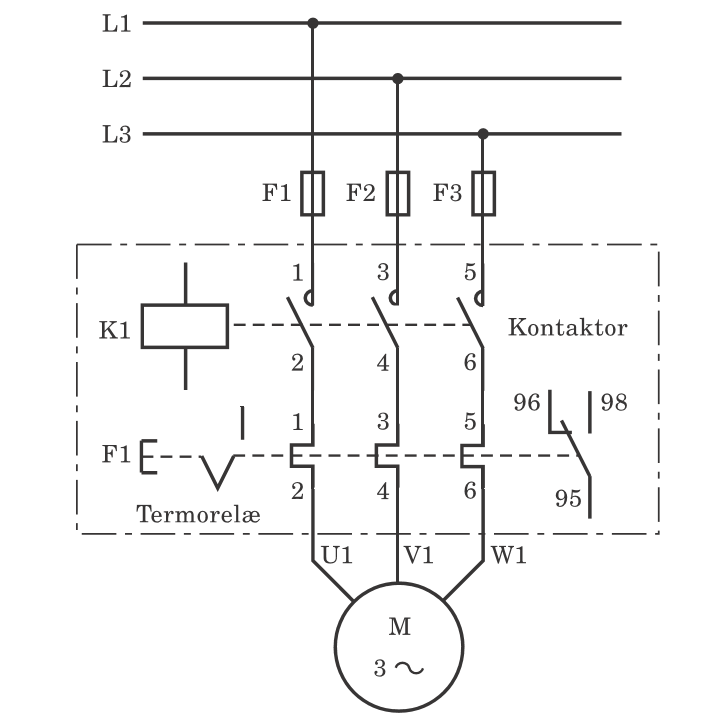 L1
L2
L3
F1 F2 F3
1 3 5
K1 Kontaktor
2 4 6
96 98
1 3 5
F1
2 4 6 95
Termorelæ
U1 V1 W1
M
3 ~